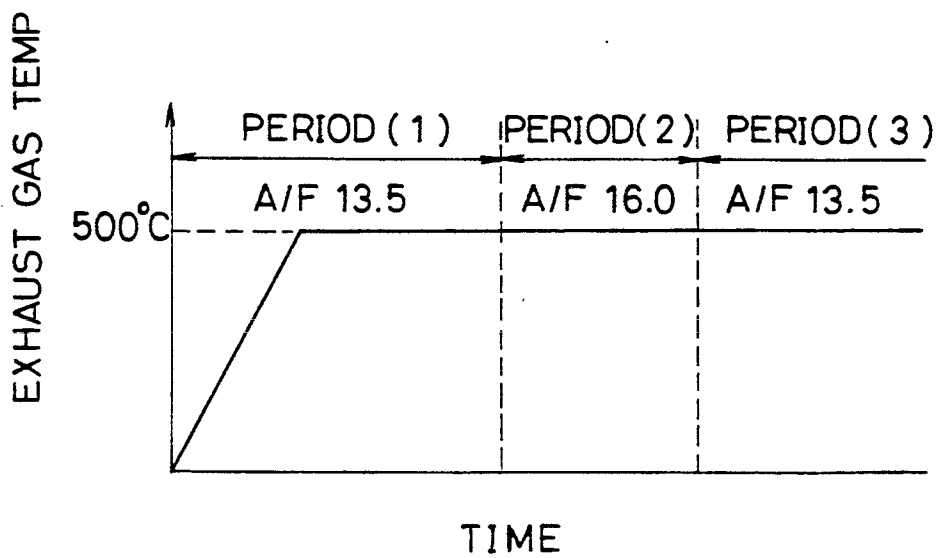 EXHAUST GAS TEMP
PERIOD (1) PERIOD(2) PERIOD (3)
A/F 13.5 A/F 16.0 A/F 13.5
500°C
TIME